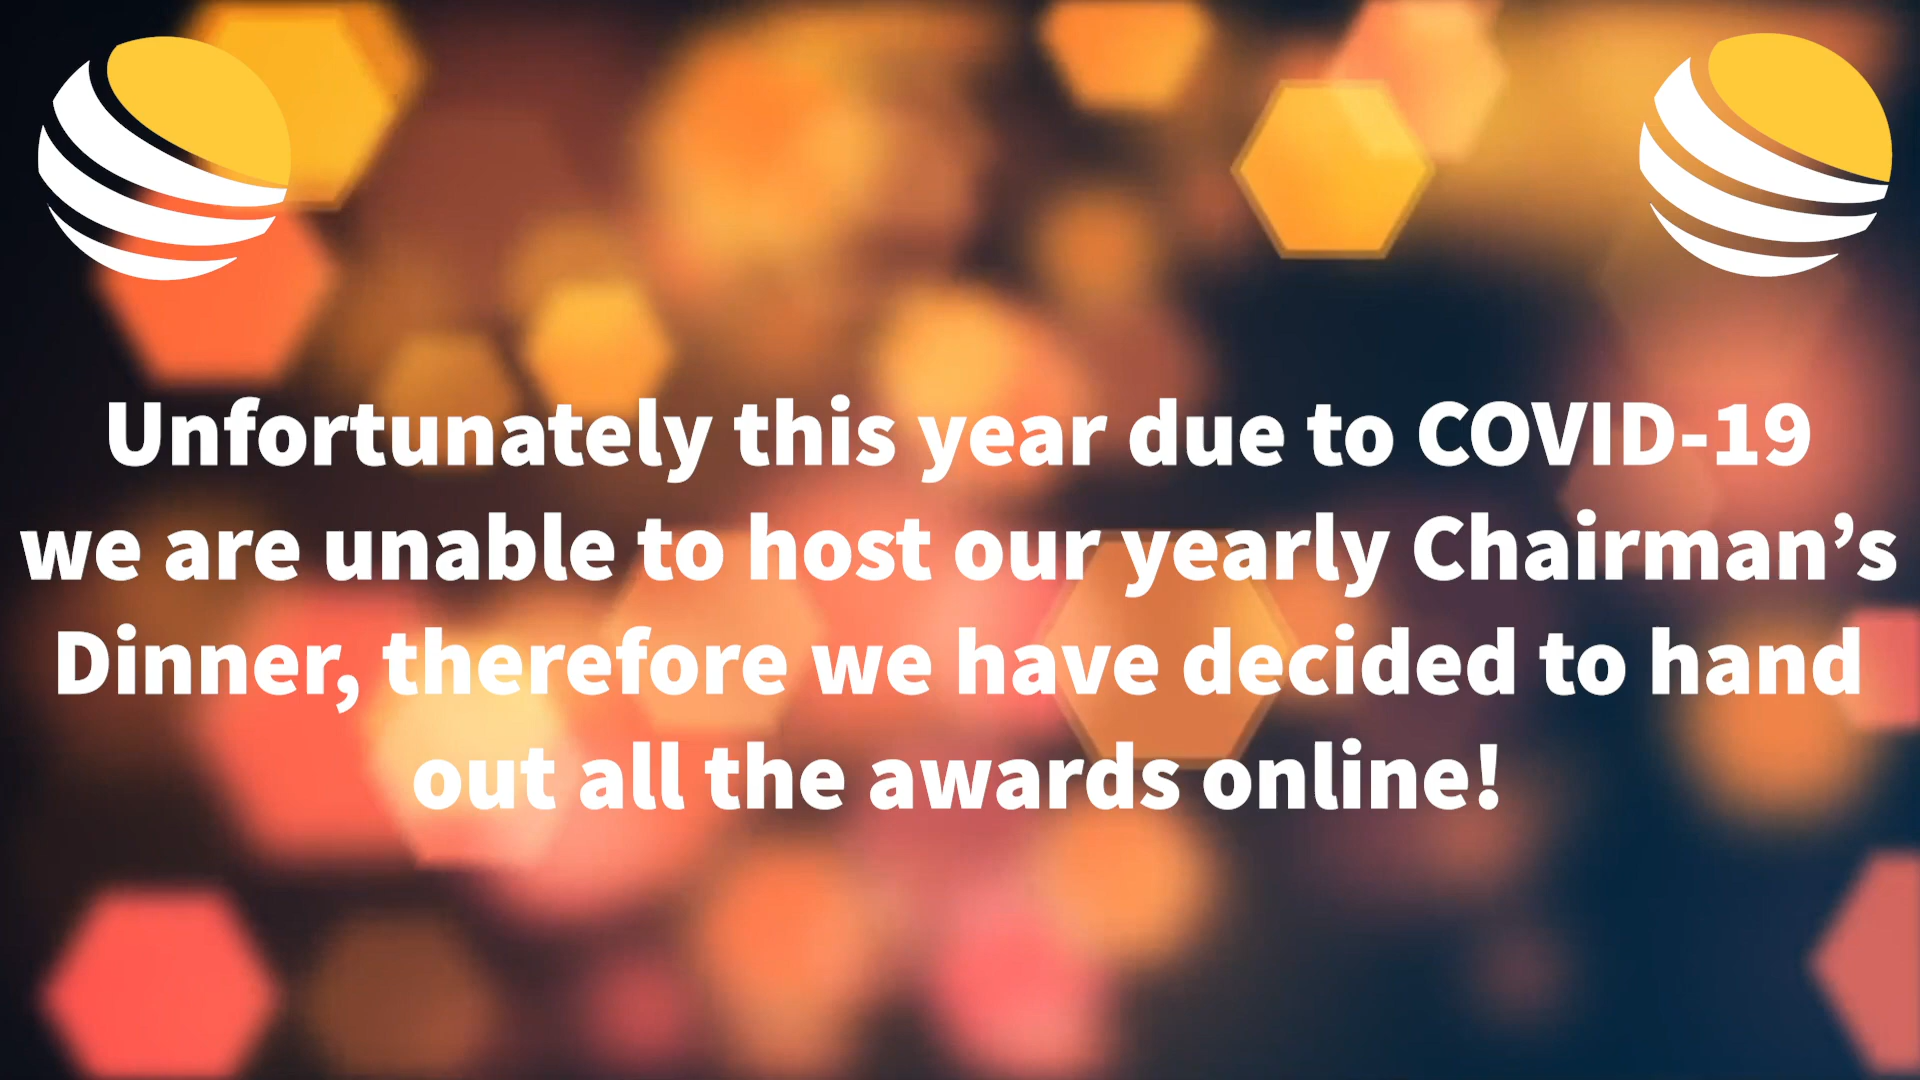 Unfortunately this year due to COVID-19
we are unable to host our yearly Chairman’s
Dinner, therefore we have decided to hand
out all the awards online!